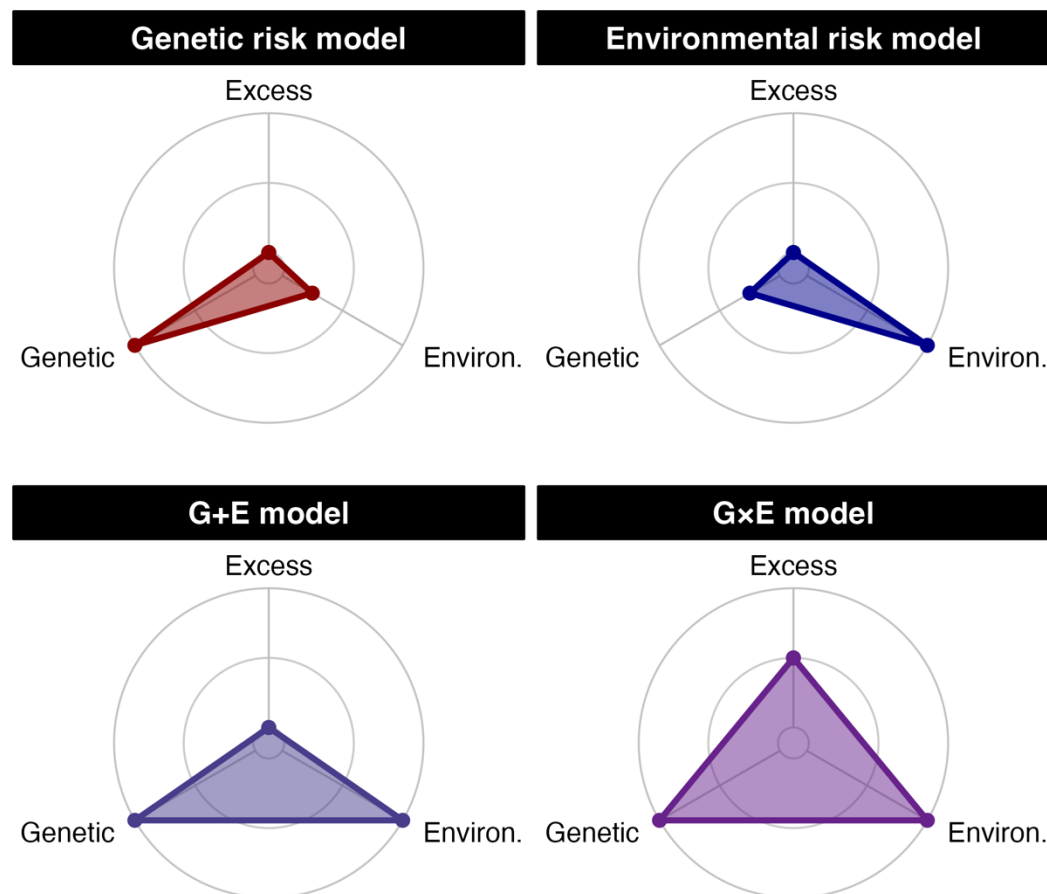 Genetic risk model
Environmental risk model
Excess
Excess
Genetic
Environ.
Genetic
Environ.
G+E model
G×E model
Excess
Excess
Genetic
Environ.
Genetic
Environ.